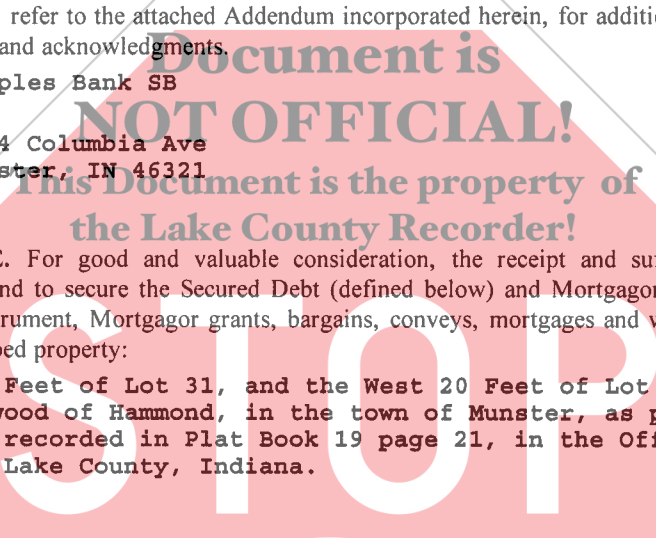 refer to the attached Addendum incorporated herein, for additi
and acknowledgments.
Document is
ples Bank SB
NOT OFFICIAL!
4 Columbia Ave
ster, IN 46321
This Document is the property of
the Lake County Recorder!
E. For good and valuable consideration, the receipt and su
nd to secure the Secured Debt (defined below) and Mortgagor
rument, Mortgagor grants, bargains, conveys, mortgages and v
bed property:
Feet of Lot 31, and the West 20 Feet of Lot
wood of Hammond, in the town of Munster, as p
recorded in Plat Book 19 page 21, in the Off
Lake County, Indiana.
STOP